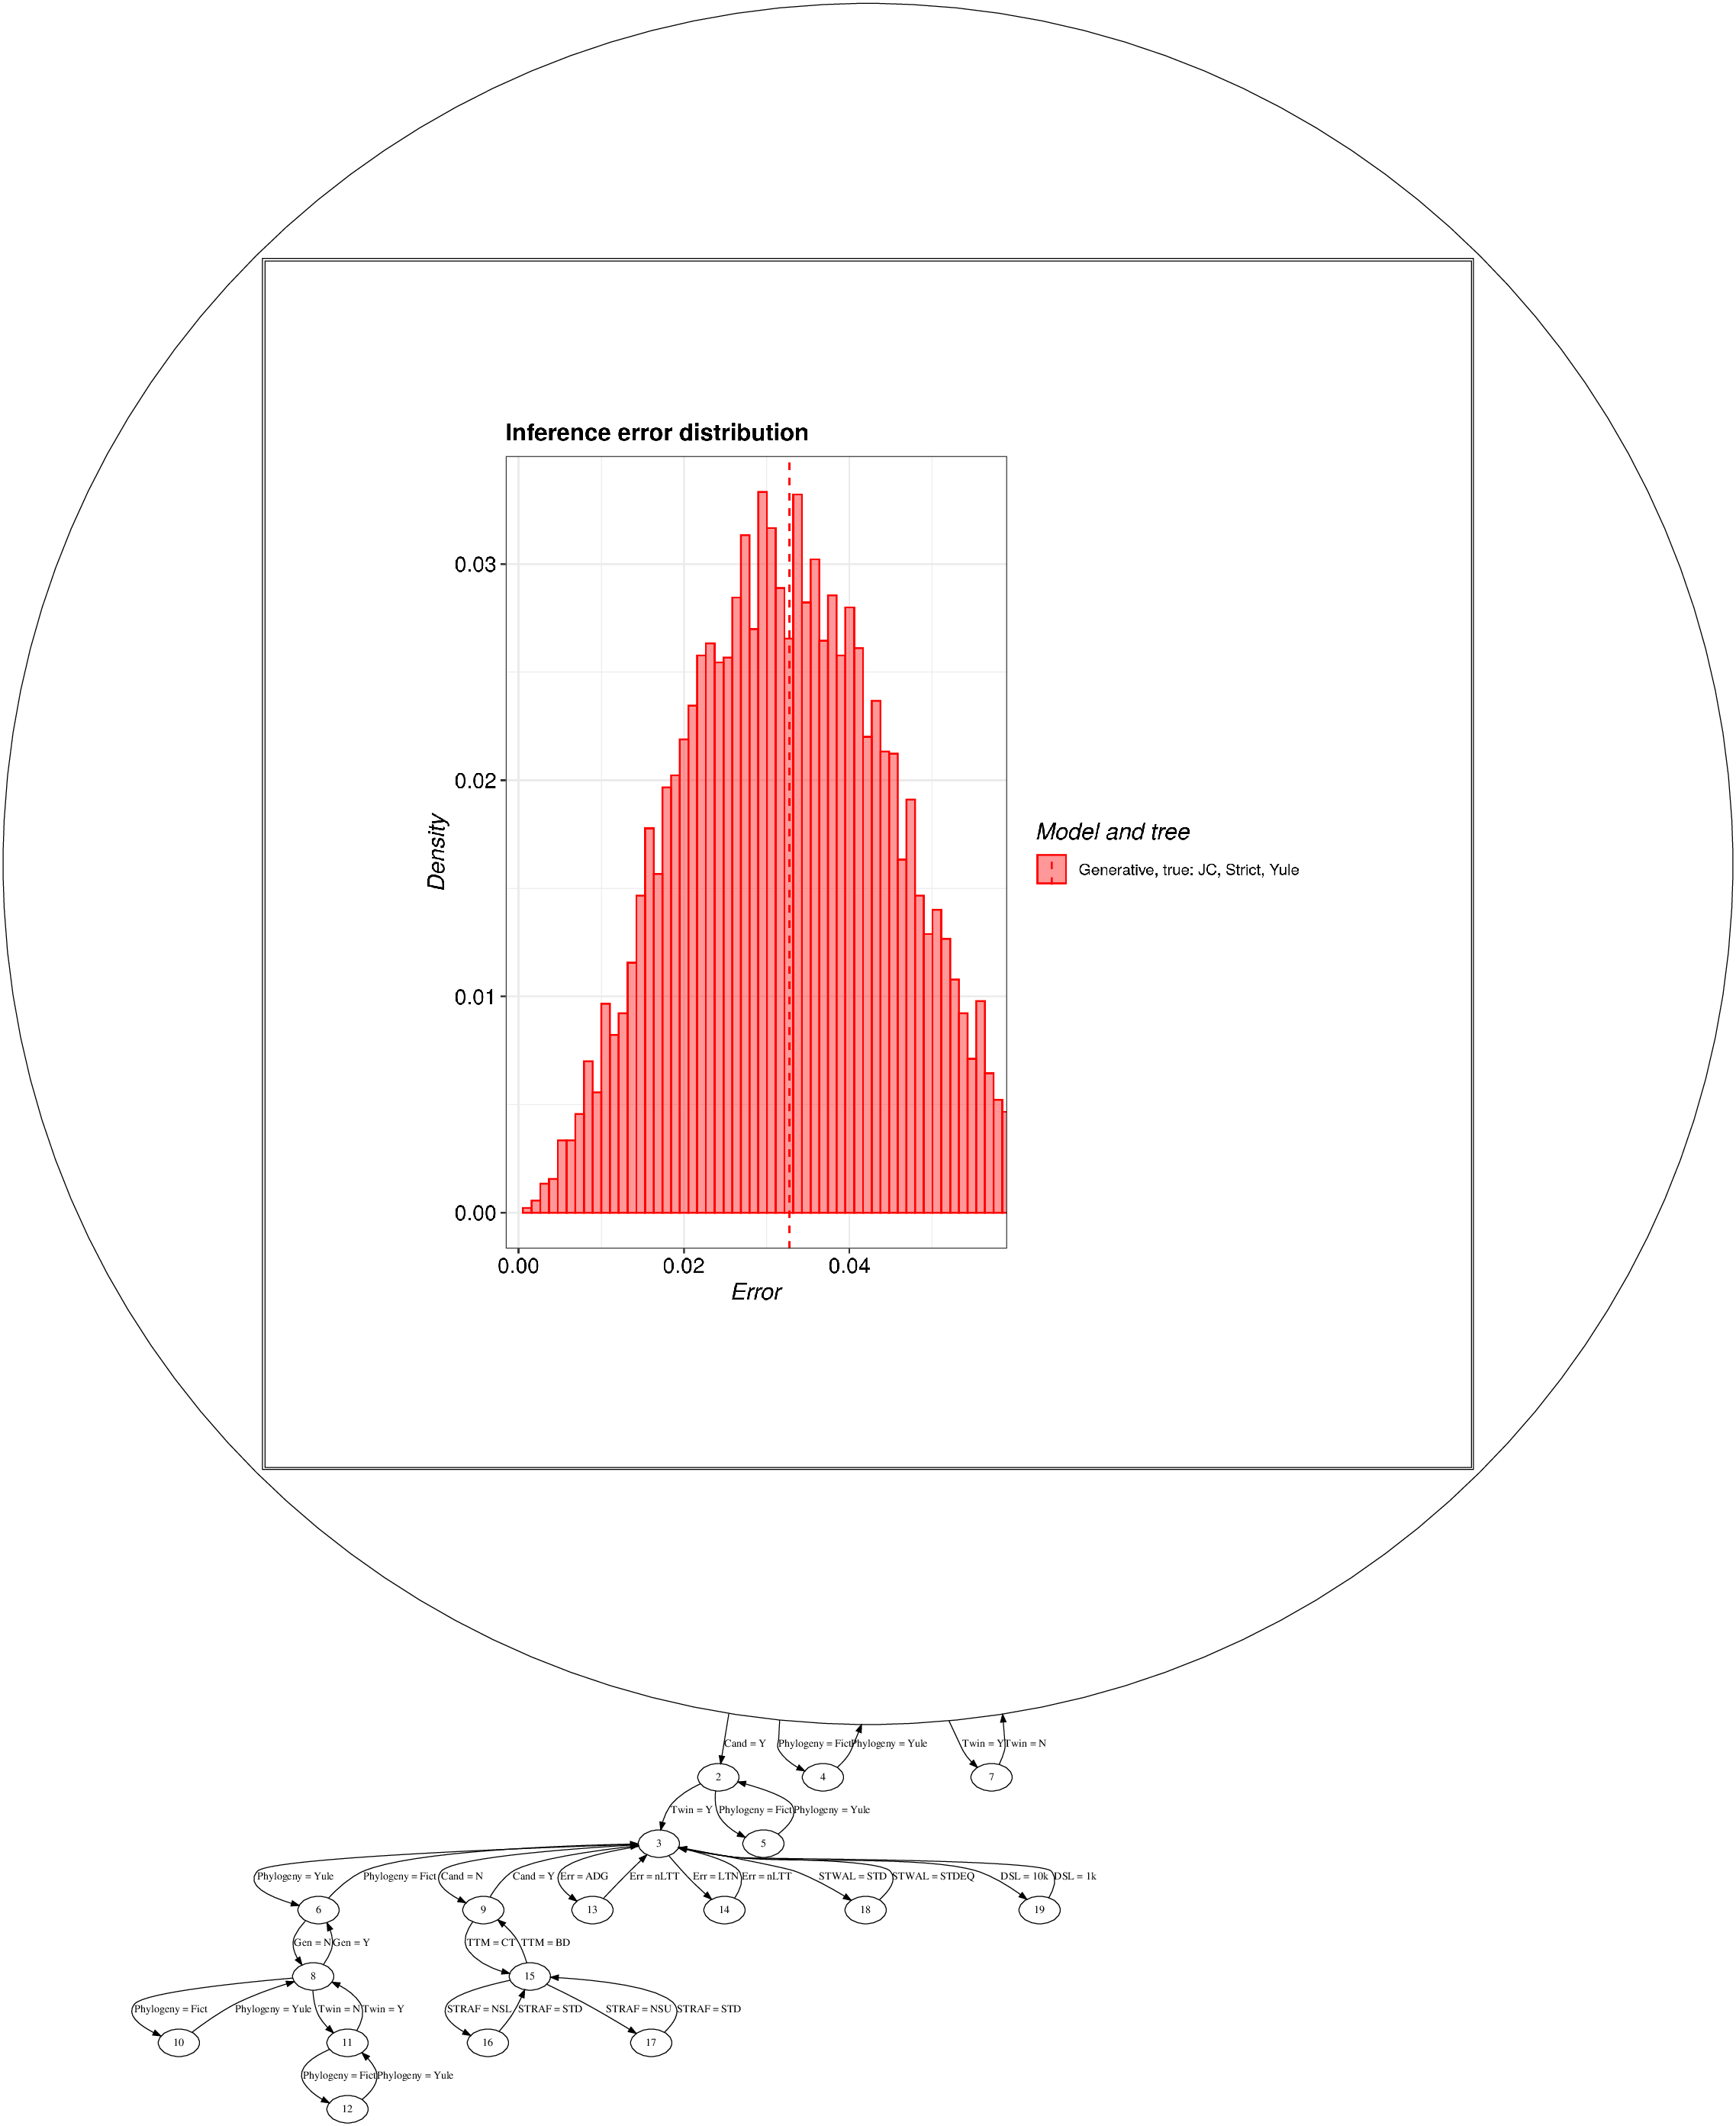 Inference error distribution
0.03
0.02
0.01
0.00
Density
0.00 0.02 0.04
Error
Model and tree
Generative, true: JC, Strict, Yule
Cand = Y Phylogeny = Fict Phylogeny = Yule Twin = Y Twin = N
2 4 7
Twin = Y Phylogeny = Fict Phylogeny = Yule
3 5
Phylogeny = Yule Phylogeny = Fict Cand = N Cand = Y Err = ADG Err = nLTT Err = LTN Err = nLTT STWAL = STD STWAL = STDEQ DSL = 10k DSL = 1k
6 9 13 14 18 19
Gen = N Gen = Y TTM = CT TTM = BD
8 15
Phylogeny = Fict Phylogeny = Yule Twin = N Twin = Y STRAF = NSL STRAF = STD STRAF = NSU STRAF = STD
10 11 16 17
Phylogeny = Fict Phylogeny = Yule
12